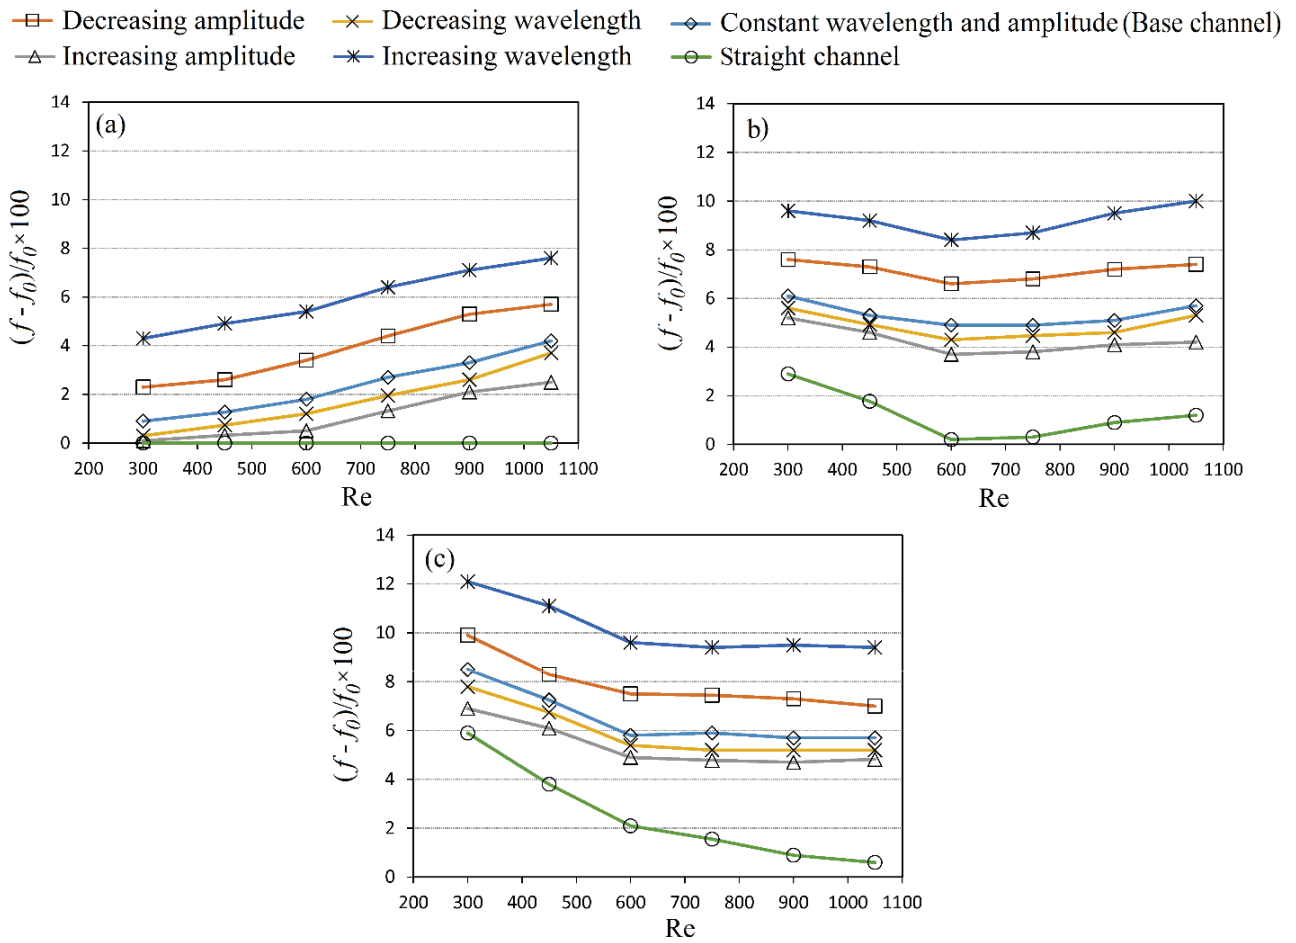 Decreasing amplitude Decreasing wavelength Constant wavelength and amplitude (Base channel)
Increasing amplitude Increasing wavelength Straight channel
(a)
14
12
10
8
6
4
2
0
200 300 400 500 600 700 800 900 1000 1100
Re
(f - f0)/f0×100
b)
14
12
10
8
6
4
2
0
200 300 400 500 600 700 800 900 1000 1100
Re
(f - f0)/f0×100
(c)
14
12
10
8
6
4
2
0
200 300 400 500 600 700 800 900 1000 1100
Re
(f - f0)/f0×100